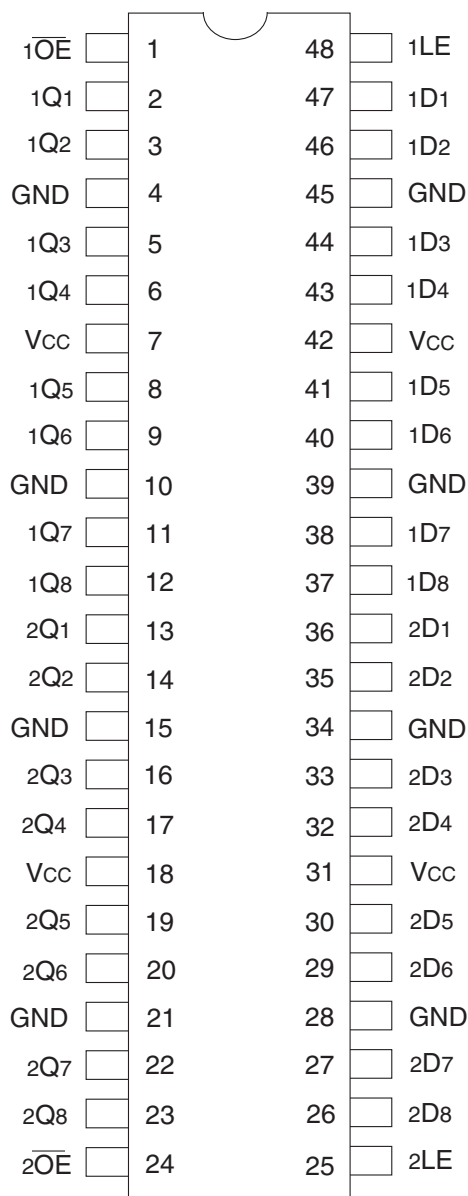 1O̅E̅ 1 48 1LE
1Q1 2 47 1D1
1Q2 3 46 1D2
GND 4 45 GND
1Q3 5 44 1D3
1Q4 6 43 1D4
VCC 7 42 VCC
1Q5 8 41 1D5
1Q6 9 40 1D6
GND 10 39 GND
1Q7 11 38 1D7
1Q8 12 37 1D8
2Q1 13 36 2D1
2Q2 14 35 2D2
GND 15 34 GND
2Q3 16 33 2D3
2Q4 17 32 2D4
VCC 18 31 VCC
2Q5 19 30 2D5
2Q6 20 29 2D6
GND 21 28 GND
2Q7 22 27 2D7
2Q8 23 26 2D8
2O̅E̅ 24 25 2LE